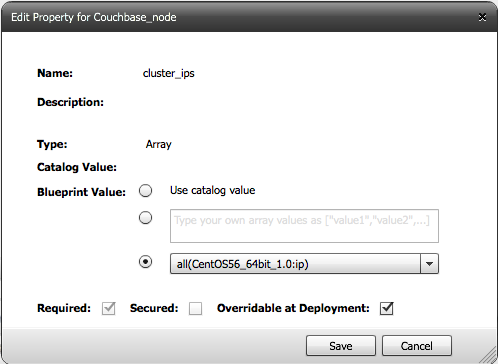 Edit Property for Couchbase_node
Name: cluster_ips
Description:
Type: Array
Catalog Value:
Blueprint Value: Use catalog value
Type your own array values as ["value1","value2",...]
all(CentOS56_64bit_1.0:ip)
Required: Secured: Overridable at Deployment:
Save Cancel